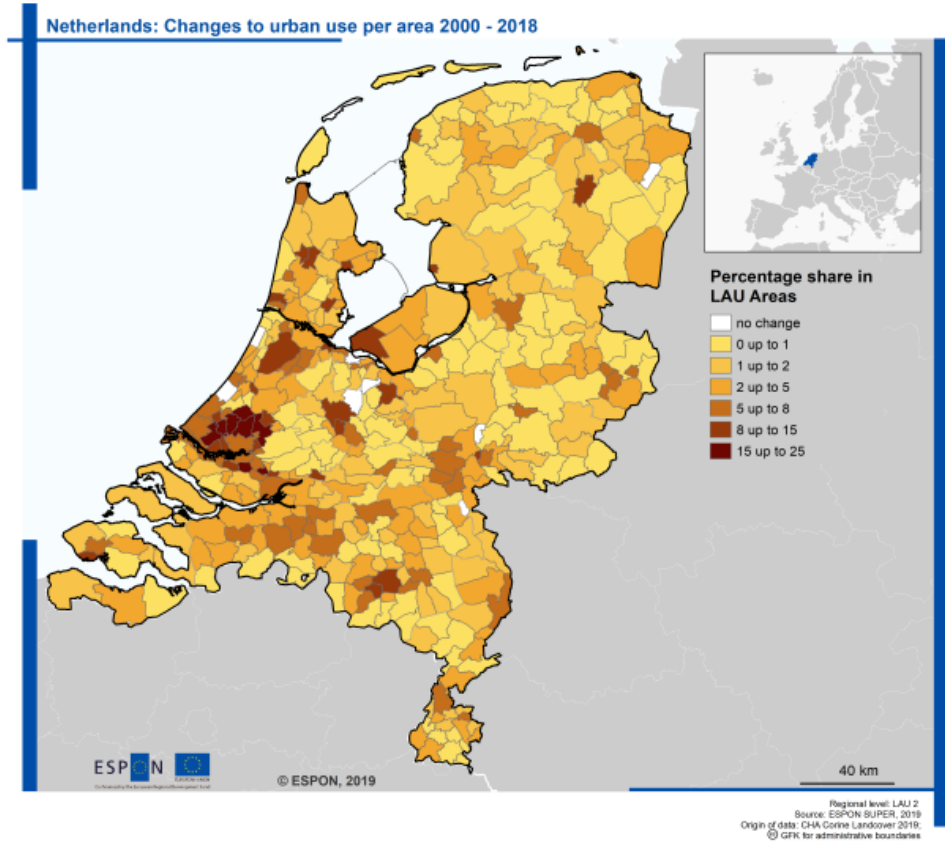 Netherlands: Changes to urban use per area 2000 - 2018
Percentage share in
LAU Areas
no change
0 up to 1
1 up to 2
2 up to 5
5 up to 8
8 up to 15
15 up to 25
ESPON
© ESPON, 2019
40 km
Regional level: LAU 2
Source: ESPON SUPER, 2019
Origin of data: CHA Corine Landcover 2019;
© GFK for administrative boundaries